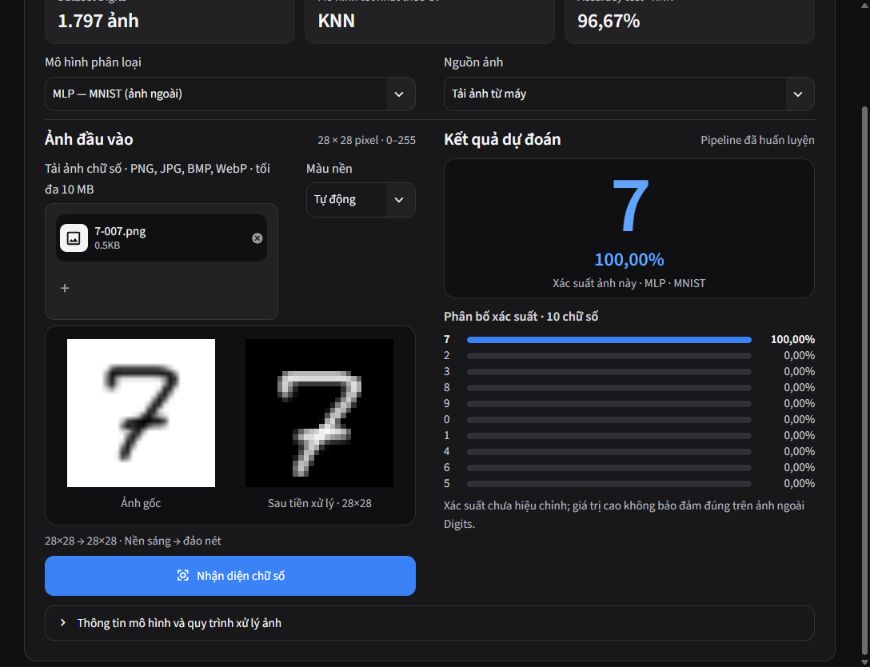 1.797 ảnh
KNN
96,67%
Mô hình phân loại
Nguồn ảnh
MLP — MNIST (ảnh ngoài)
Tải ảnh từ máy
Ảnh đầu vào
28 × 28 pixel · 0–255
Kết quả dự đoán
Pipeline đã huấn luyện
Tải ảnh chữ số · PNG, JPG, BMP, WebP · tối
đa 10 MB
Màu nền
Tự động
7-007.png
0.5KB
7
100,00%
Xác suất ảnh này · MLP · MNIST
Phân bố xác suất · 10 chữ số
7 100,00%
2 0,00%
3 0,00%
8 0,00%
9 0,00%
0 0,00%
1 0,00%
4 0,00%
6 0,00%
5 0,00%
7
7
Ảnh gốc
Sau tiền xử lý · 28×28
Xác suất chưa hiệu chỉnh; giá trị cao không bảo đảm đúng trên ảnh ngoài
Digits.
28×28 → 28×28 · Nền sáng → đảo nét
Nhận diện chữ số
Thông tin mô hình và quy trình xử lý ảnh